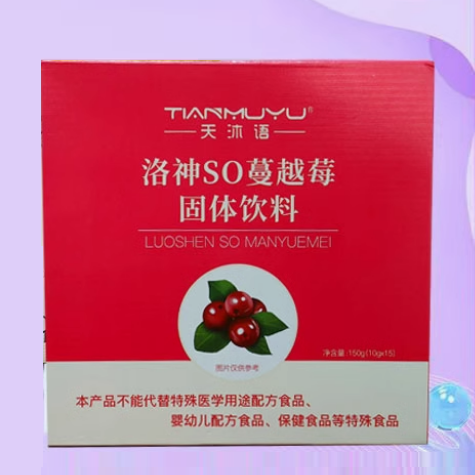 TIANMUYU®
天沐语
洛神SO蔓越莓
固体饮料
LUOSHEN SO MANYUEMEI
图片仅供参考
净含量:150g(10gx15)
本产品不能代替特殊医学用途配方食品、
婴幼儿配方食品、保健食品等特殊食品